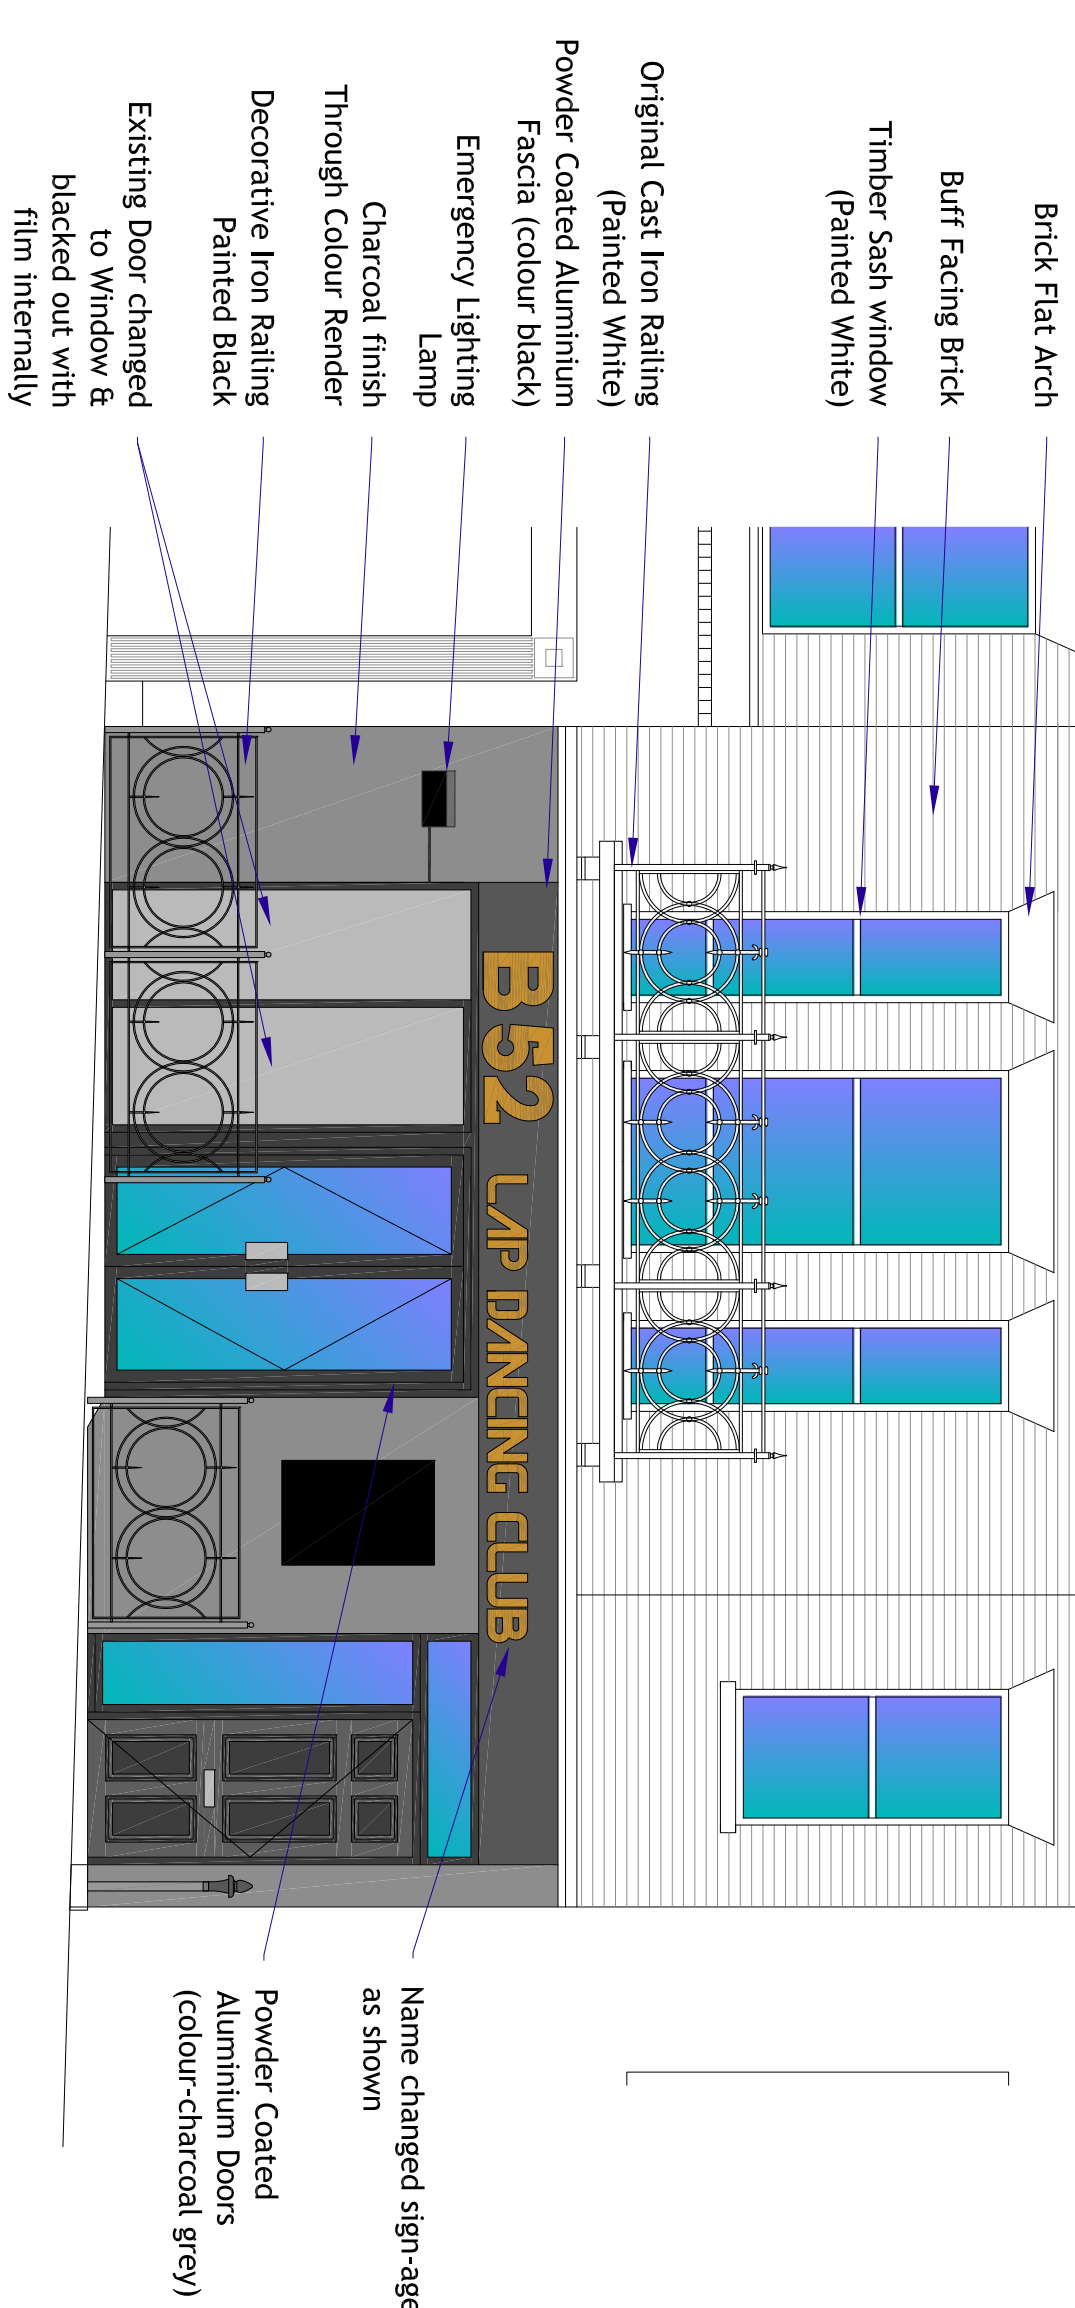 Brick Flat Arch
Buff Facing Brick
Timber Sash window
(Painted White)
Original Cast Iron Railing
(Painted White)
Powder Coated Aluminium
Fascia (colour black)
Emergency Lighting
Lamp
Charcoal finish
Through Colour Render
Decorative Iron Railing
Painted Black
Existing Door changed
to Window &
blacked out with
film internally
B52 LAP DANCING CLUB
Name changed sign-age
as shown
Powder Coated
Aluminium Doors
(colour-charcoal grey)